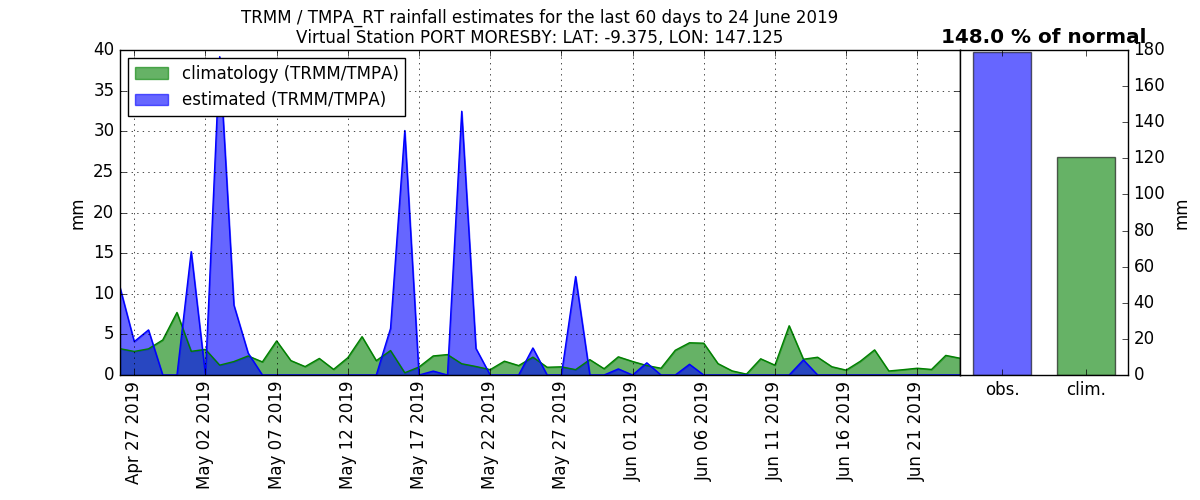 TRMM / TMPA_RT rainfall estimates for the last 60 days to 24 June 2019
Virtual Station PORT MORESBY: LAT: -9.375, LON: 147.125
148.0 % of normal
climatology (TRMM/TMPA)
estimated (TRMM/TMPA)
40
35
30
25
20
15
10
5
0
mm
Apr 27 2019
May 02 2019
May 07 2019
May 12 2019
May 17 2019
May 22 2019
May 27 2019
Jun 01 2019
Jun 06 2019
Jun 11 2019
Jun 16 2019
Jun 21 2019
180
160
140
120
100
80
60
40
20
0
mm
obs.
clim.